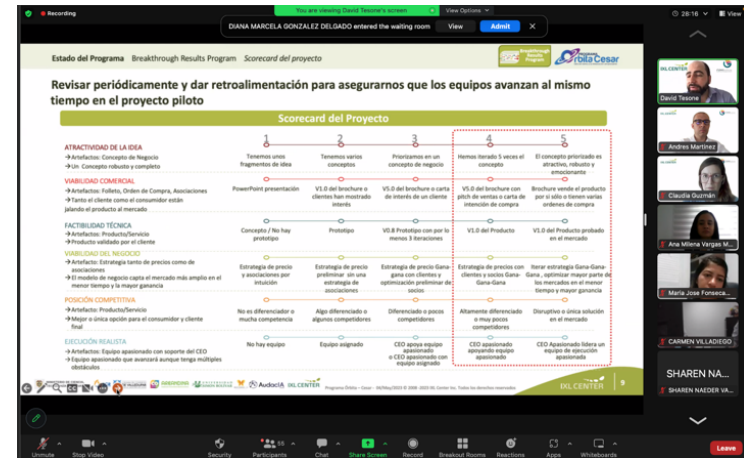 Recording
You are viewing David Tesone's screen
View Options
28:16
View
DIANA MARCELA GONZALEZ DELGADO entered the waiting room
View
Admit
Estado del Programa Breakthrough Results Program Scorecard del proyecto
Breakthrough Results Program
Órbita Cesar
Revisar periódicamente y dar retroalimentación para asegurarnos que los equipos avanzan al mismo
tiempo en el proyecto piloto
Scorecard del Proyecto
1 2 3 4 5
ATRACTIVIDAD DE LA IDEA
→Artefactos: Concepto de Negocio
→Un Concepto robusto y completo
Tenemos unos
fragmentos de idea
Tenemos varios
conceptos
Priorizamos en un
concepto de negocio
Hemos iterado 5 veces el
concepto
El concepto priorizado es
atractivo, robusto y
emocionante
VIABILIDAD COMERCIAL
→Artefactos: Folleto, Orden de Compra, Asociaciones
→Tanto el cliente como el consumidor están
jalando el producto al mercado
PowerPoint presentación
V1.0 del brochure o
clientes han mostrado
interés
V5.0 del brochure o carta
de interés de un cliente
V5.0 del brochure con
pitch de ventas o carta de
intención de compra
Brochure vende el producto
por si sólo o tienen varias
ordenes de compra
FACTIBILIDAD TÉCNICA
→Artefactos: Producto/Servicio
→Producto validado por el cliente
Concepto / No hay
prototipo
Prototipo
V0.8 Prototipo con por lo
menos 3 iteraciones
V1.0 del Producto
V1.0 del Producto probado
en el mercado
VIABILIDAD DEL NEGOCIO
→Artefacto: Estrategia tanto de precios como de
asociaciones
→El modelo de negocio capta el mercado más amplio en el
menor tiempo y la mayor ganancia
Estrategia de precio
y asociaciones por
intuición
Estrategia de precio
preliminar sin una
estrategia de
asociaciones
Estrategia de precio Gana-
gana con clientes y
optimización preliminar de
socios
Estrategia de precios con
clientes y socios Gana-
Gana-Gana
Iterar estrategia Gana-Gana-
Gana , optimizar mayor parte de
los mercados en el menor
tiempo y mayor ganancia
POSICIÓN COMPETITIVA
→Artefacto: Producto/Servicio
→Mejor o única opción para el consumidor y cliente
final
No es diferenciador o
mucha competencia
Algo diferenciado o
algunos competidores
Diferenciado o pocos
competidores
Altamente diferenciado
o muy pocos
competidores
Disruptivo o única solución
en el mercado
EJECUCIÓN REALISTA
→Artefactos: Equipo apasionado con soporte del CEO
→Equipo apasionado que avanzará aunque tenga múltiples
obstáculos
No hay equipo
Equipo asignado
CEO apoya equipo
apasionado
o CEO apasionado con
equipo asignado
CEO apasionado
apoyando equipo
apasionado
CEO Apasionado lidera un
equipo de ejecución
apasionada
AudacIA
IXL CENTER
IXL CENTER
9
David Tesone
Andres Martinez
Claudia Guzmán
Ana Milena Vargas M...
Maria Jose Fonseca...
CARMEN VILLADIEGO
SHAREN NA...
SHAREN NAEDER VA...
Unmute
Stop Video
Security
55
Participants
Chat
Share Screen
Record
Breakout Rooms
Reactions
Apps
Whiteboards
Leave